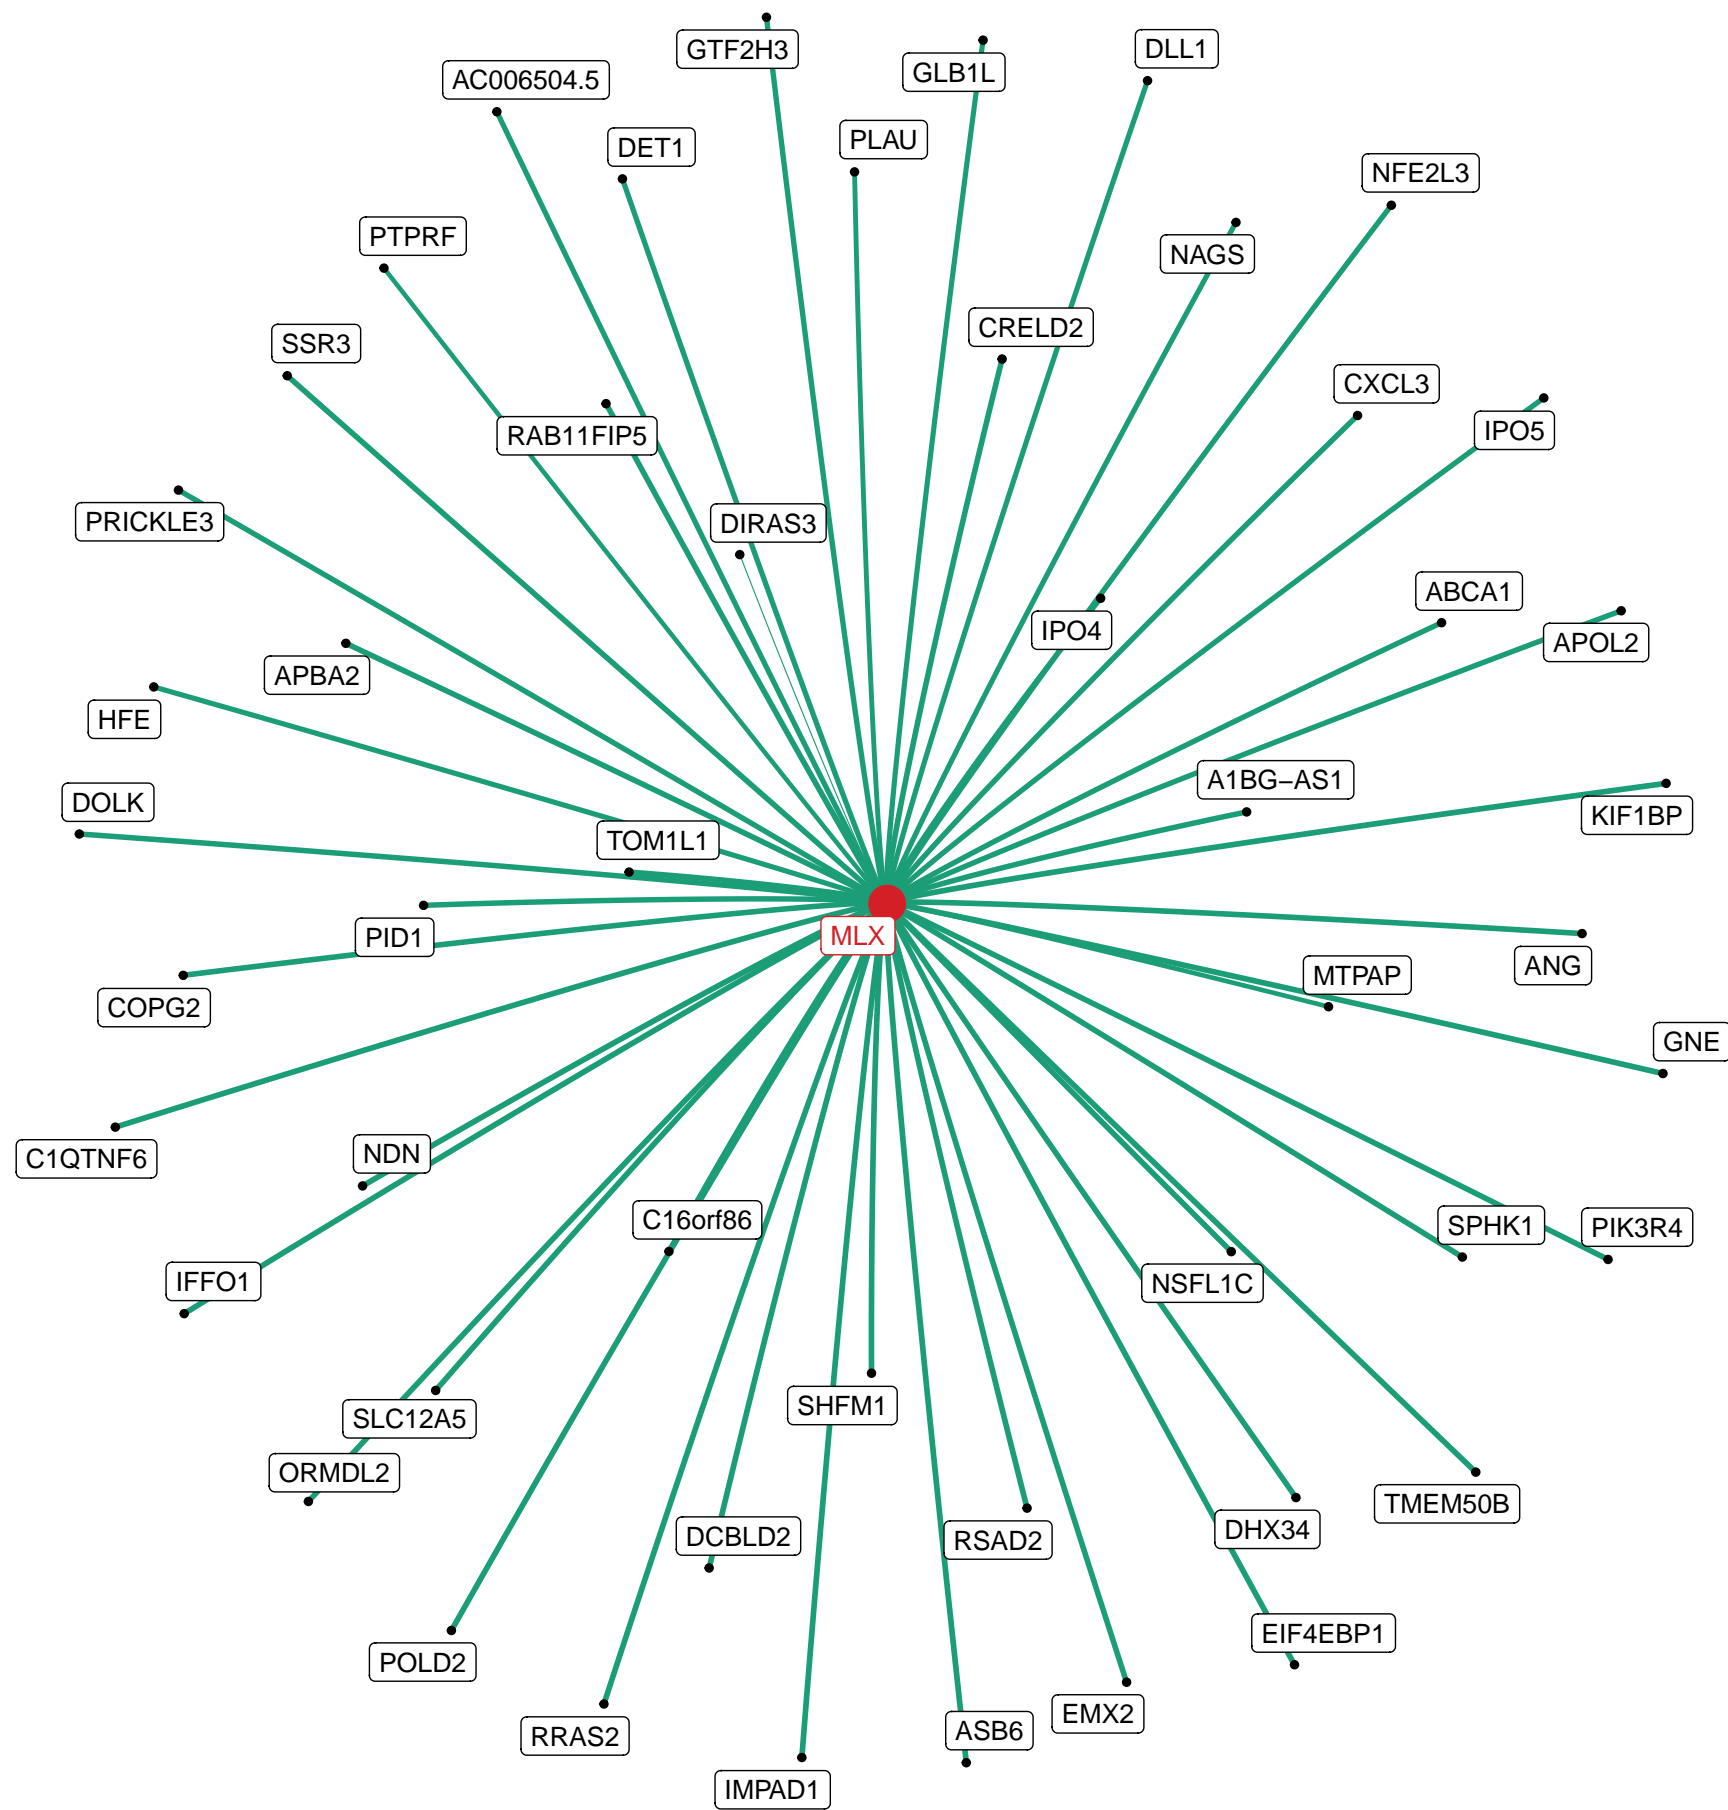 GTF2H3
DLL1
GLB1L
AC006504.5
PLAU
DET1
NFE2L3
PTPRF
NAGS
CRELD2
SSR3
CXCL3
IPO5
RAB11FIP5
PRICKLE3
DIRAS3
ABCA1
IPO4
APOL2
APBA2
HFE
A1BG–AS1
DOLK
KIF1BP
TOM1L1
MLX
PID1
ANG
MTPAP
COPG2
GNE
NDN
C1QTNF6
C16orf86
SPHK1
PIK3R4
IFFO1
NSFL1C
SHFM1
SLC12A5
ORMDL2
TMEM50B
DHX34
DCBLD2
RSAD2
EIF4EBP1
POLD2
EMX2
ASB6
RRAS2
IMPAD1